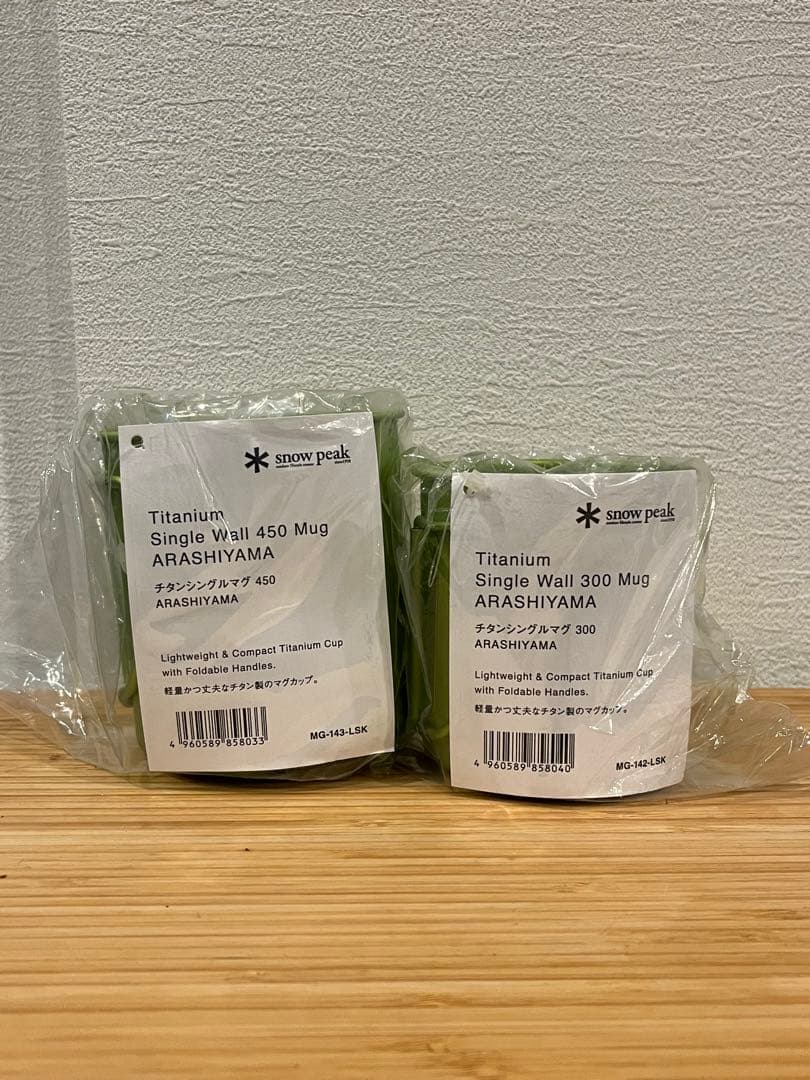 snow peak
Titanium
Single Wall 450 Mug
ARASHIYAMA
チタンシングルマグ 450
ARASHIYAMA
Lightweight & Compact Titanium Cup
with Foldable Handles.
軽量かつ丈夫なチタン製のマグカップ。
4 960589 858033
MG-143-LSK
snow peak
Titanium
Single Wall 300 Mug
ARASHIYAMA
チタンシングルマグ 300
ARASHIYAMA
Lightweight & Compact Titanium Cup
with Foldable Handles.
軽量かつ丈夫なチタン製のマグカップ。
4 960589 858040
MG-142-LSK